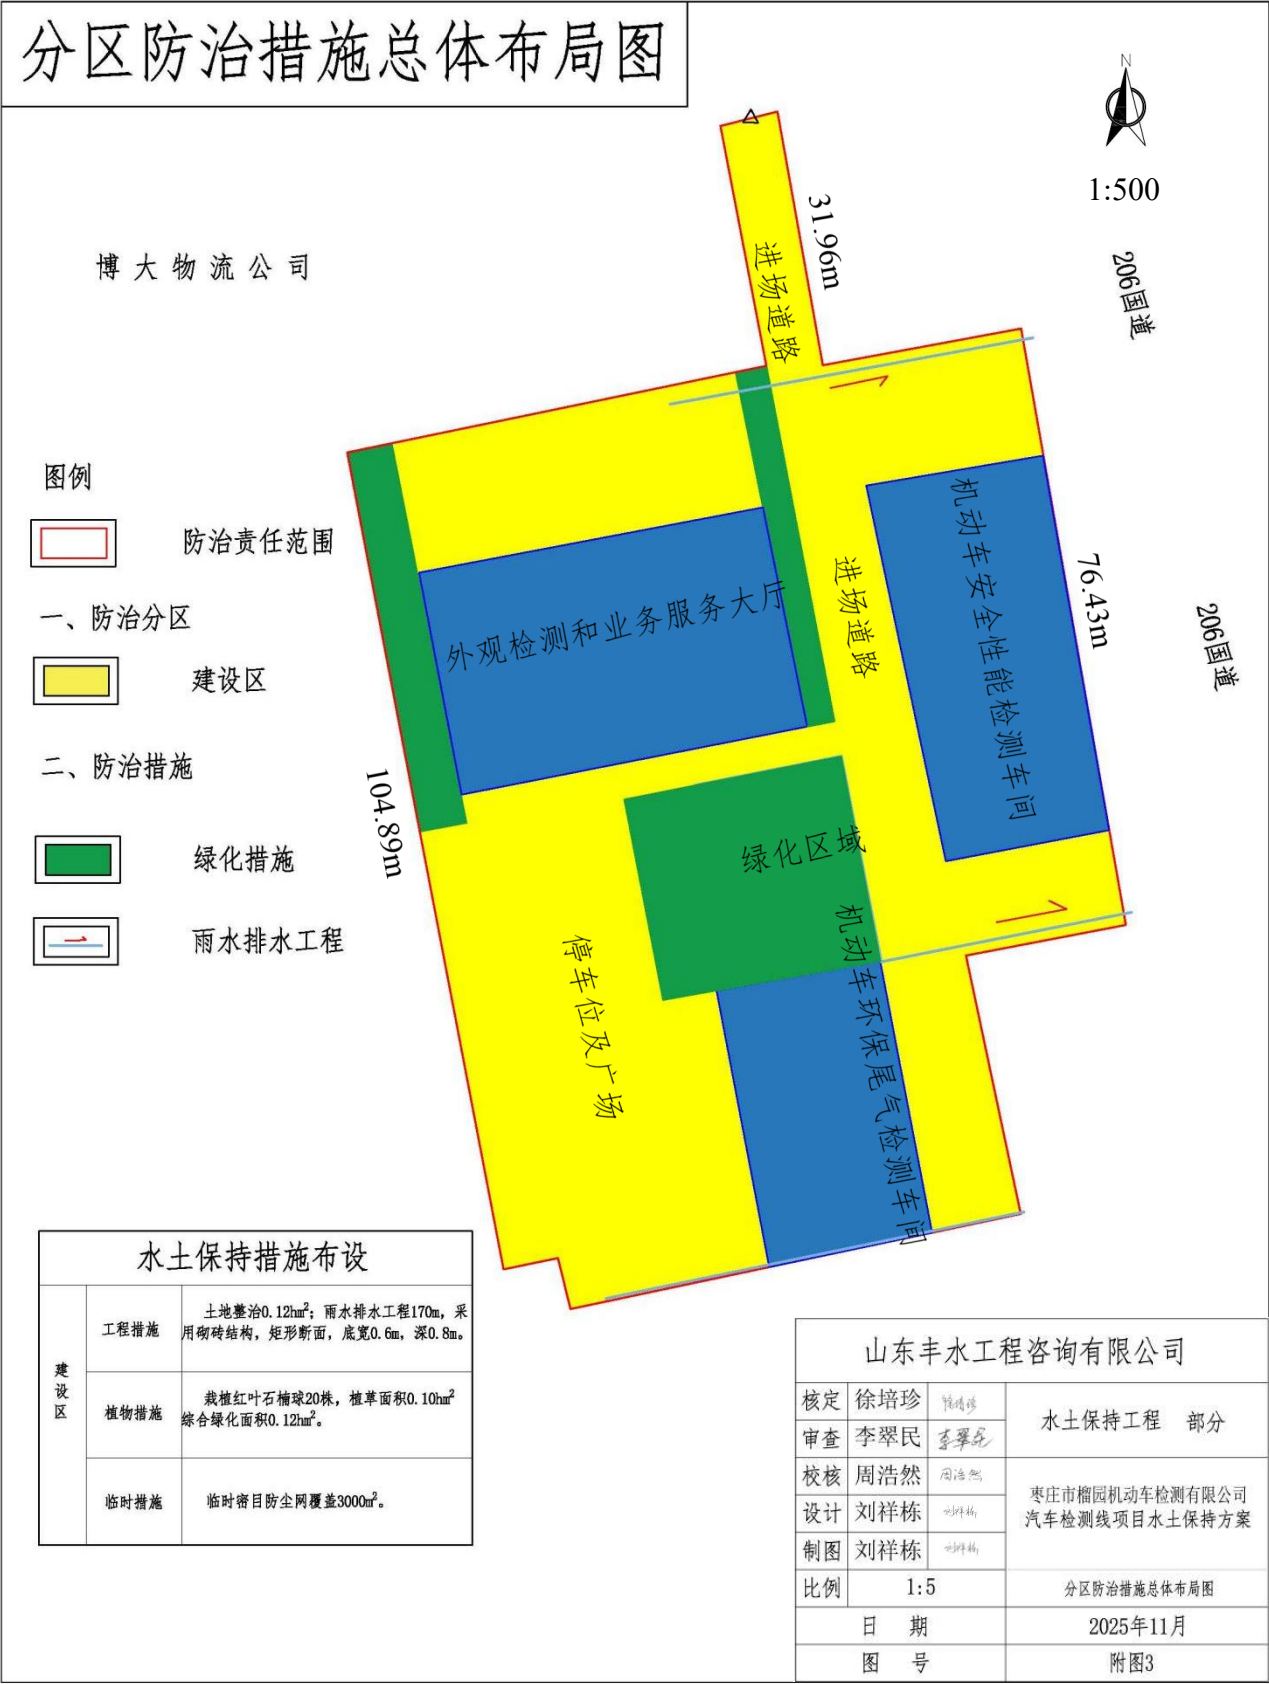 分区防治措施总体布局图
N
1:500
博大物流公司
31.96m
进场道路
206国道
图例
防治责任范围
一、防治分区
建设区
二、防治措施
绿化措施
雨水排水工程
外观检测和业务服务大厅
进场道路
机动车安全性能检测车间
76.43m
206国道
104.89m
绿化区域
停车位及广场
机动车环保尾气检测车间
水土保持措施布设
建设区
工程措施
土地整治0.12hm²；雨水排水工程170m，采
用砌砖结构，矩形断面，底宽0.6m，深0.8m。
植物措施
栽植红叶石楠球20株，植草面积0.10hm²
综合绿化面积0.12hm²。
临时措施
临时密目防尘网覆盖3000m²。
山东丰水工程咨询有限公司
核定 徐培珍 徐培珍
审查 李翠民 李翠民
水土保持工程 部分
校核 周浩然 周浩然
设计 刘祥栋 刘祥栋
制图 刘祥栋 刘祥栋
枣庄市榴园机动车检测有限公司
汽车检测线项目水土保持方案
比例 1:5
分区防治措施总体布局图
日 期 2025年11月
图 号 附图3